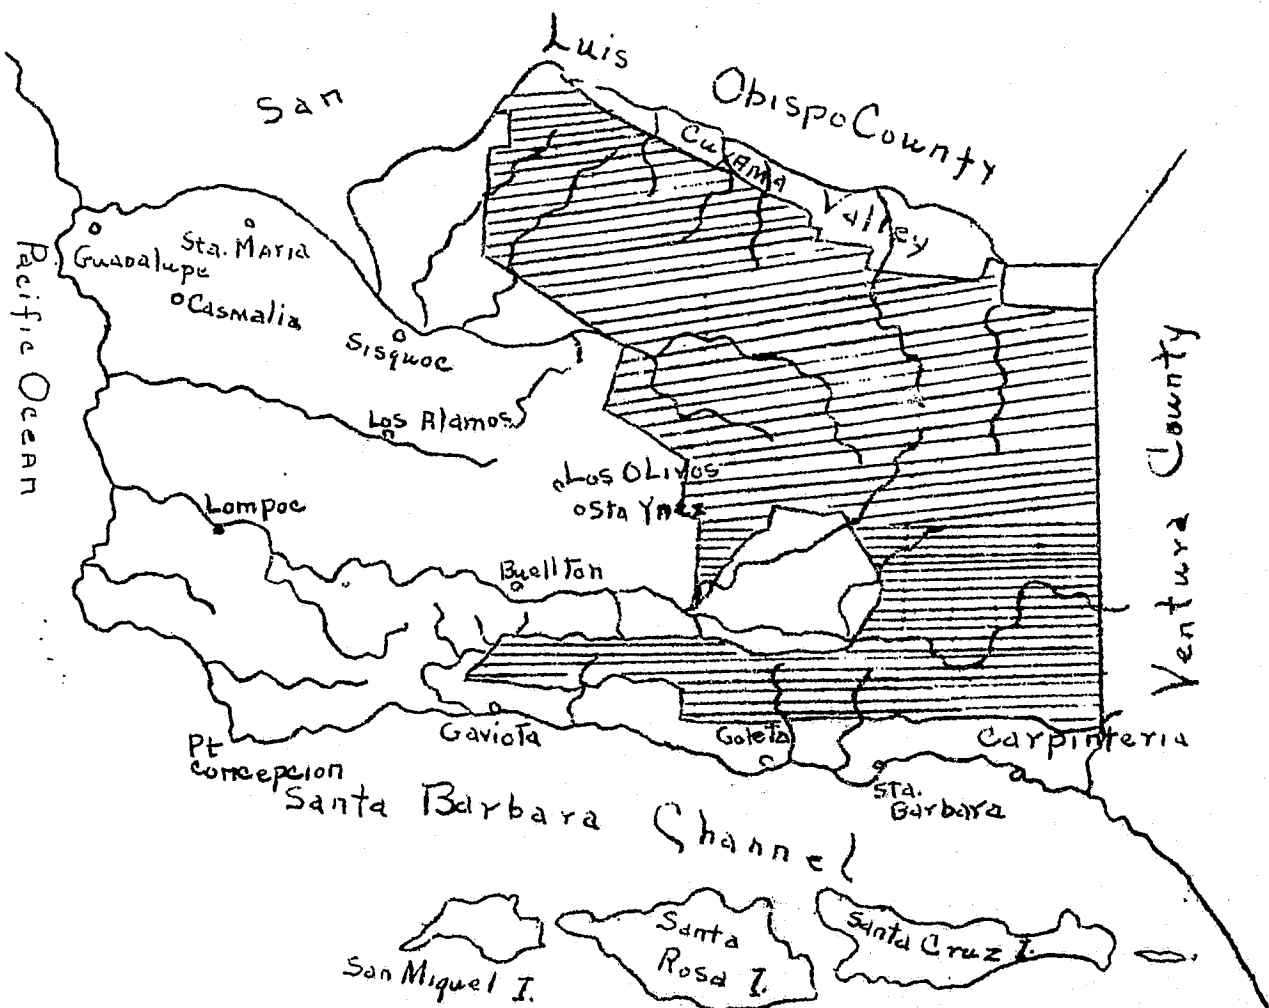 San Luis Obispo County
Cuyama Valley
Pacific Ocean
Guadalupe
Sta. Maria
Casmalia
Sisquoc
Los Alamos
Los Olivos
Sta Ynez
Lompoc
Buellton
Ventura County
Gaviota
Goleta
Carpinteria
Pt
Concepcion
Sta.
Barbara
Santa Barbara Channel
San Miguel I.
Santa
Rosa I.
Santa Cruz I.